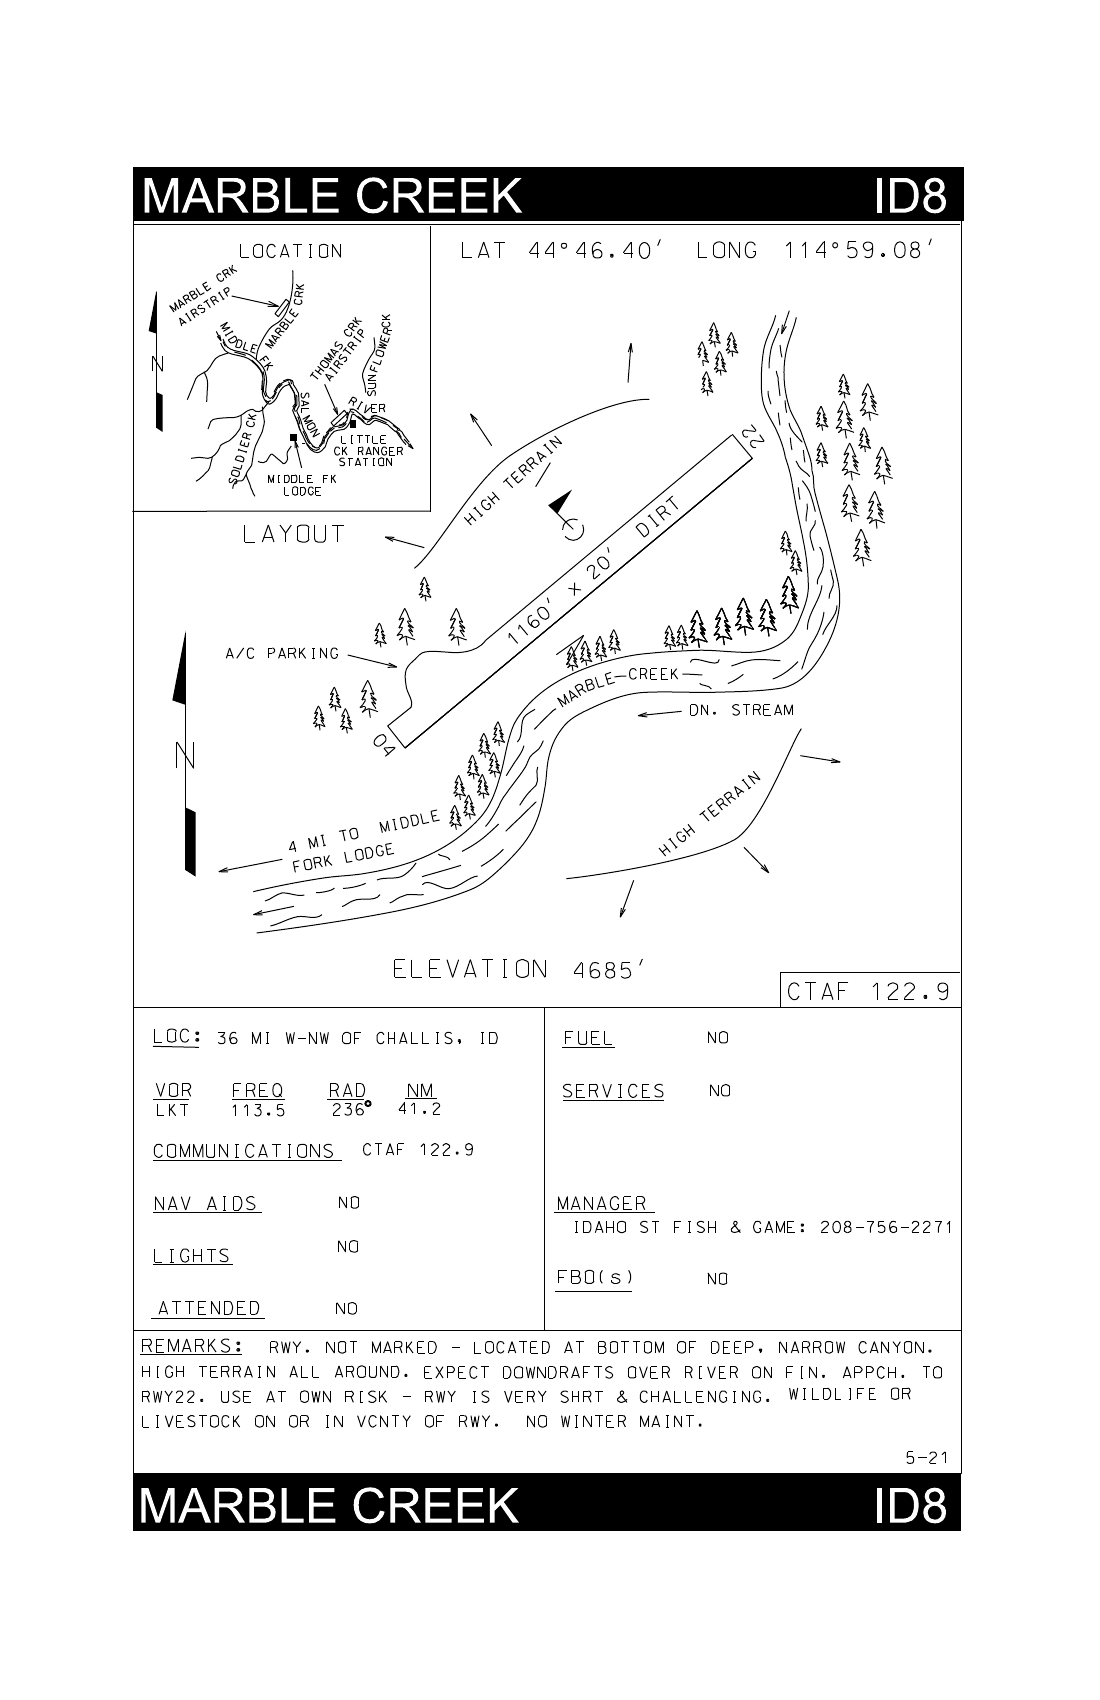 MARBLE CREEK ID8
LOCATION
LAT 44°46.40′ LONG 114°59.08′
MARBLE CRK
AIRSTRIP
MARBLE CRK
MIDDLE FK
SALMON
RIVER
THOMAS CRK
AIRSTRIP
SUNFLOWERCK
N
SOLDIER CK
LITTLE
CK RANGER
STATION
MIDDLE FK
LODGE
LAYOUT
HIGH TERRAIN
22
1160′ X 20′ DIRT
A/C PARKING
MARBLE CREEK
DN. STREAM
04
N
HIGH TERRAIN
4 MI TO MIDDLE
FORK LODGE
ELEVATION 4685′
CTAF 122.9
LOC: 36 MI W-NW OF CHALLIS, ID
VOR FREQ RAD NM
LKT 113.5 236° 41.2
COMMUNICATIONS CTAF 122.9
NAV AIDS NO
LIGHTS NO
ATTENDED NO
FUEL NO
SERVICES NO
MANAGER
IDAHO ST FISH & GAME: 208-756-2271
FBO(s) NO
REMARKS: RWY. NOT MARKED - LOCATED AT BOTTOM OF DEEP, NARROW CANYON.
HIGH TERRAIN ALL AROUND. EXPECT DOWNDRAFTS OVER RIVER ON FIN. APPCH. TO
RWY22. USE AT OWN RISK - RWY IS VERY SHRT & CHALLENGING. WILDLIFE OR
LIVESTOCK ON OR IN VCNTY OF RWY. NO WINTER MAINT.
5-21
MARBLE CREEK ID8